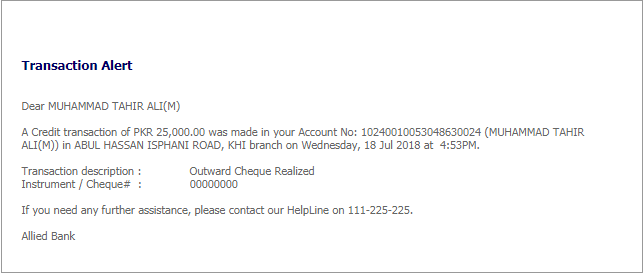 Transaction Alert
Dear MUHAMMAD TAHIR ALI(M)
A Credit transaction of PKR 25,000.00 was made in your Account No: 10240010053048630024 (MUHAMMAD TAHIR
ALI(M)) in ABUL HASSAN ISPHANI ROAD, KHI branch on Wednesday, 18 Jul 2018 at  4:53PM.
Transaction description : Outward Cheque Realized
Instrument / Cheque# : 00000000
If you need any further assistance, please contact our HelpLine on 111-225-225.
Allied Bank